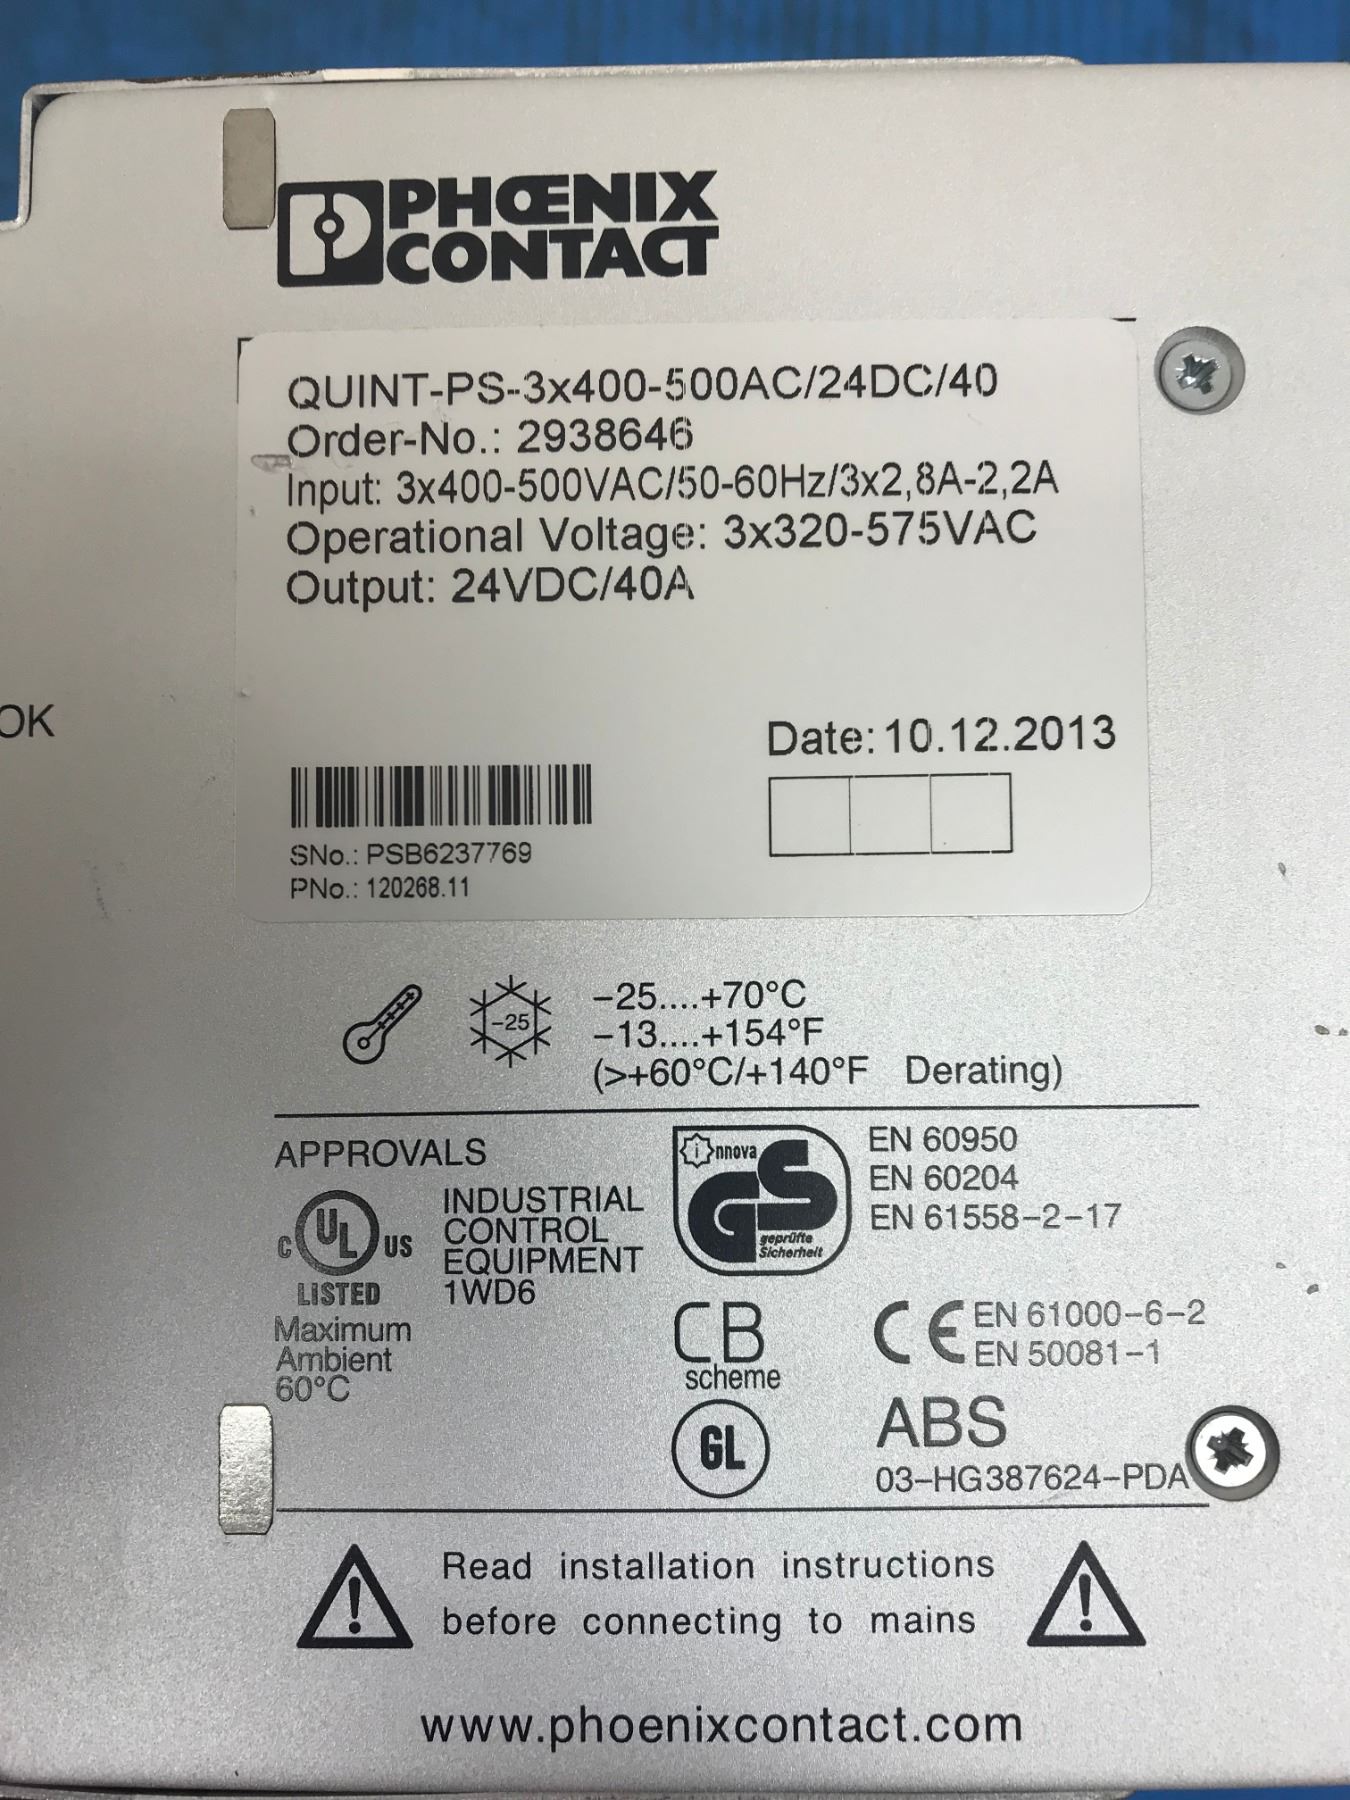 PHŒNIX
CONTACT
QUINT-PS-3x400-500AC/24DC/40
Order-No.: 2938646
Input: 3x400-500VAC/50-60Hz/3x2,8A-2,2A
Operational Voltage: 3x320-575VAC
Output: 24VDC/40A
OK
Date: 10.12.2013
SNo.: PSB6237769
PNo.: 120268.11
-25
–25....+70°C
–13....+154°F
(>+60°C/+140°F Derating)
APPROVALS
C UL US
LISTED
INDUSTRIAL
CONTROL
EQUIPMENT
1WD6
Maximum
Ambient
60°C
innova
GS
geprüfte
Sicherheit
EN 60950
EN 60204
EN 61558–2–17
CB
scheme
CE
EN 61000–6–2
EN 50081–1
GL
ABS
03–HG387624–PDA
Read installation instructions
before connecting to mains
www.phoenixcontact.com